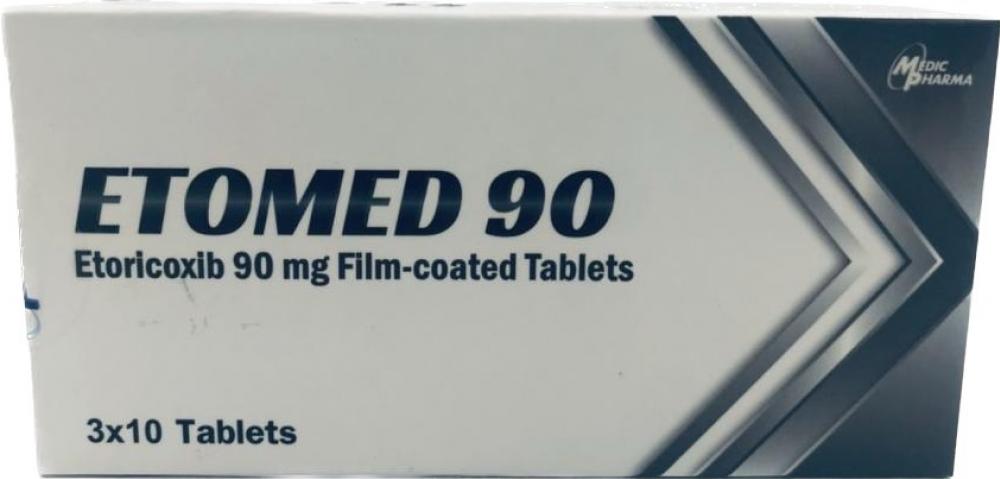 MEDIC
PHARMA
ETOMED 90
Etoricoxib 90 mg Film-coated Tablets
3x10 Tablets